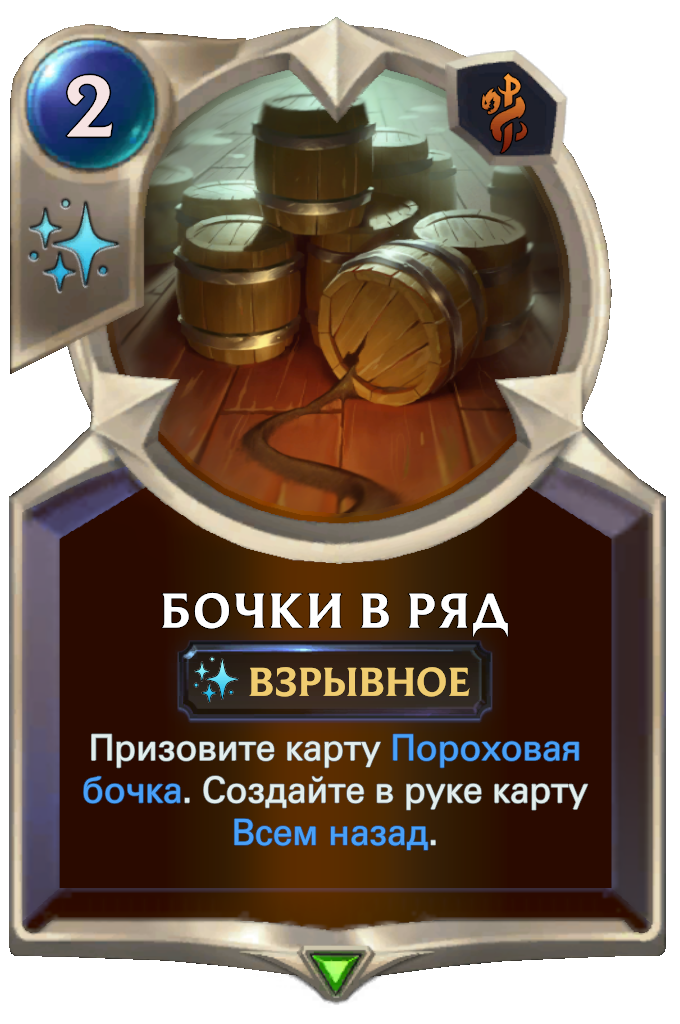 2
БОЧКИ В РЯД
ВЗРЫВНОЕ
Призовите карту Пороховая
бочка. Создайте в руке карту
Всем назад.